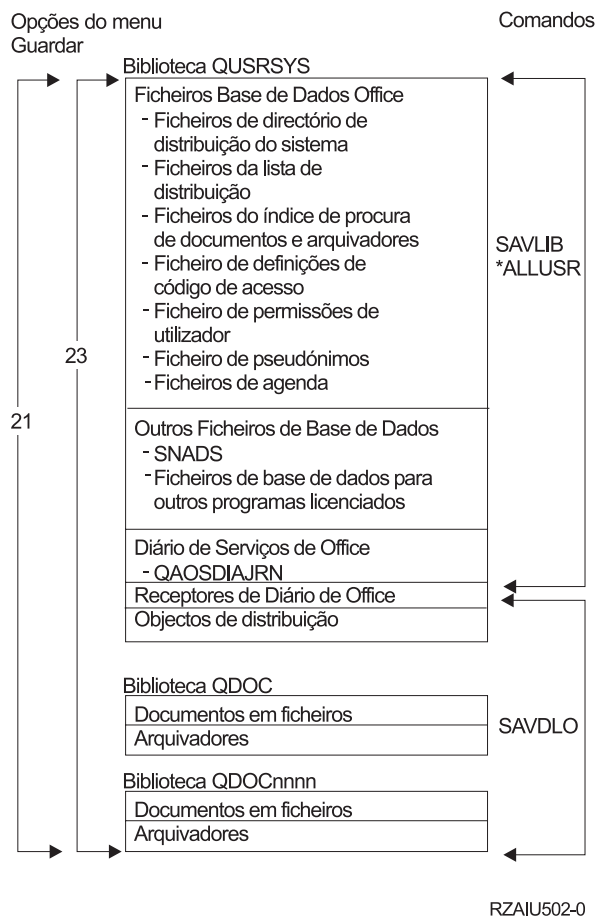 Opções do menu
Guardar
Comandos
Biblioteca QUSRSYS
Ficheiros Base de Dados Office
- Ficheiros de directório de
distribuição do sistema
- Ficheiros da lista de
distribuição
- Ficheiros do índice de procura
de documentos e arquivadores
- Ficheiro de definições de
código de acesso
- Ficheiro de permissões de
utilizador
- Ficheiro de pseudónimos
- Ficheiros de agenda
SAVLIB
*ALLUSR
23
21
Outros Ficheiros de Base de Dados
- SNADS
- Ficheiros de base de dados para
outros programas licenciados
Diário de Serviços de Office
- QAOSDIAJRN
Receptores de Diário de Office
Objectos de distribuição
Biblioteca QDOC
Documentos em ficheiros
Arquivadores
SAVDLO
Biblioteca QDOCnnnn
Documentos em ficheiros
Arquivadores
RZAIU502-0